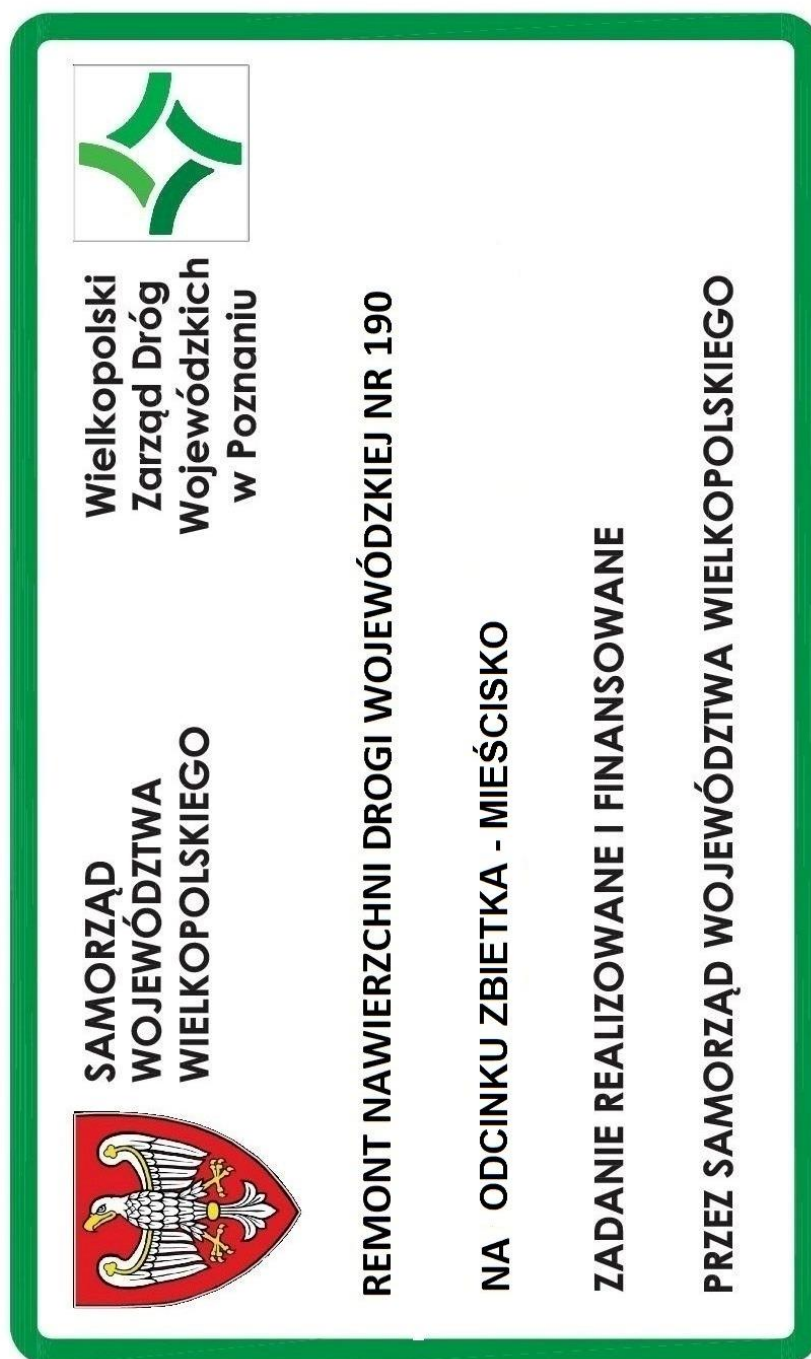 SAMORZĄD
WOJEWÓDZTWA
WIELKOPOLSKIEGO
Wielkopolski
Zarząd Dróg
Wojewódzkich
w Poznaniu
REMONT NAWIERZCHNI DROGI WOJEWÓDZKIEJ NR 190
NA ODCINKU ZBIETKA - MIEŚCISKO
ZADANIE REALIZOWANE I FINANSOWANE
PRZEZ SAMORZĄD WOJEWÓDZTWA WIELKOPOLSKIEGO